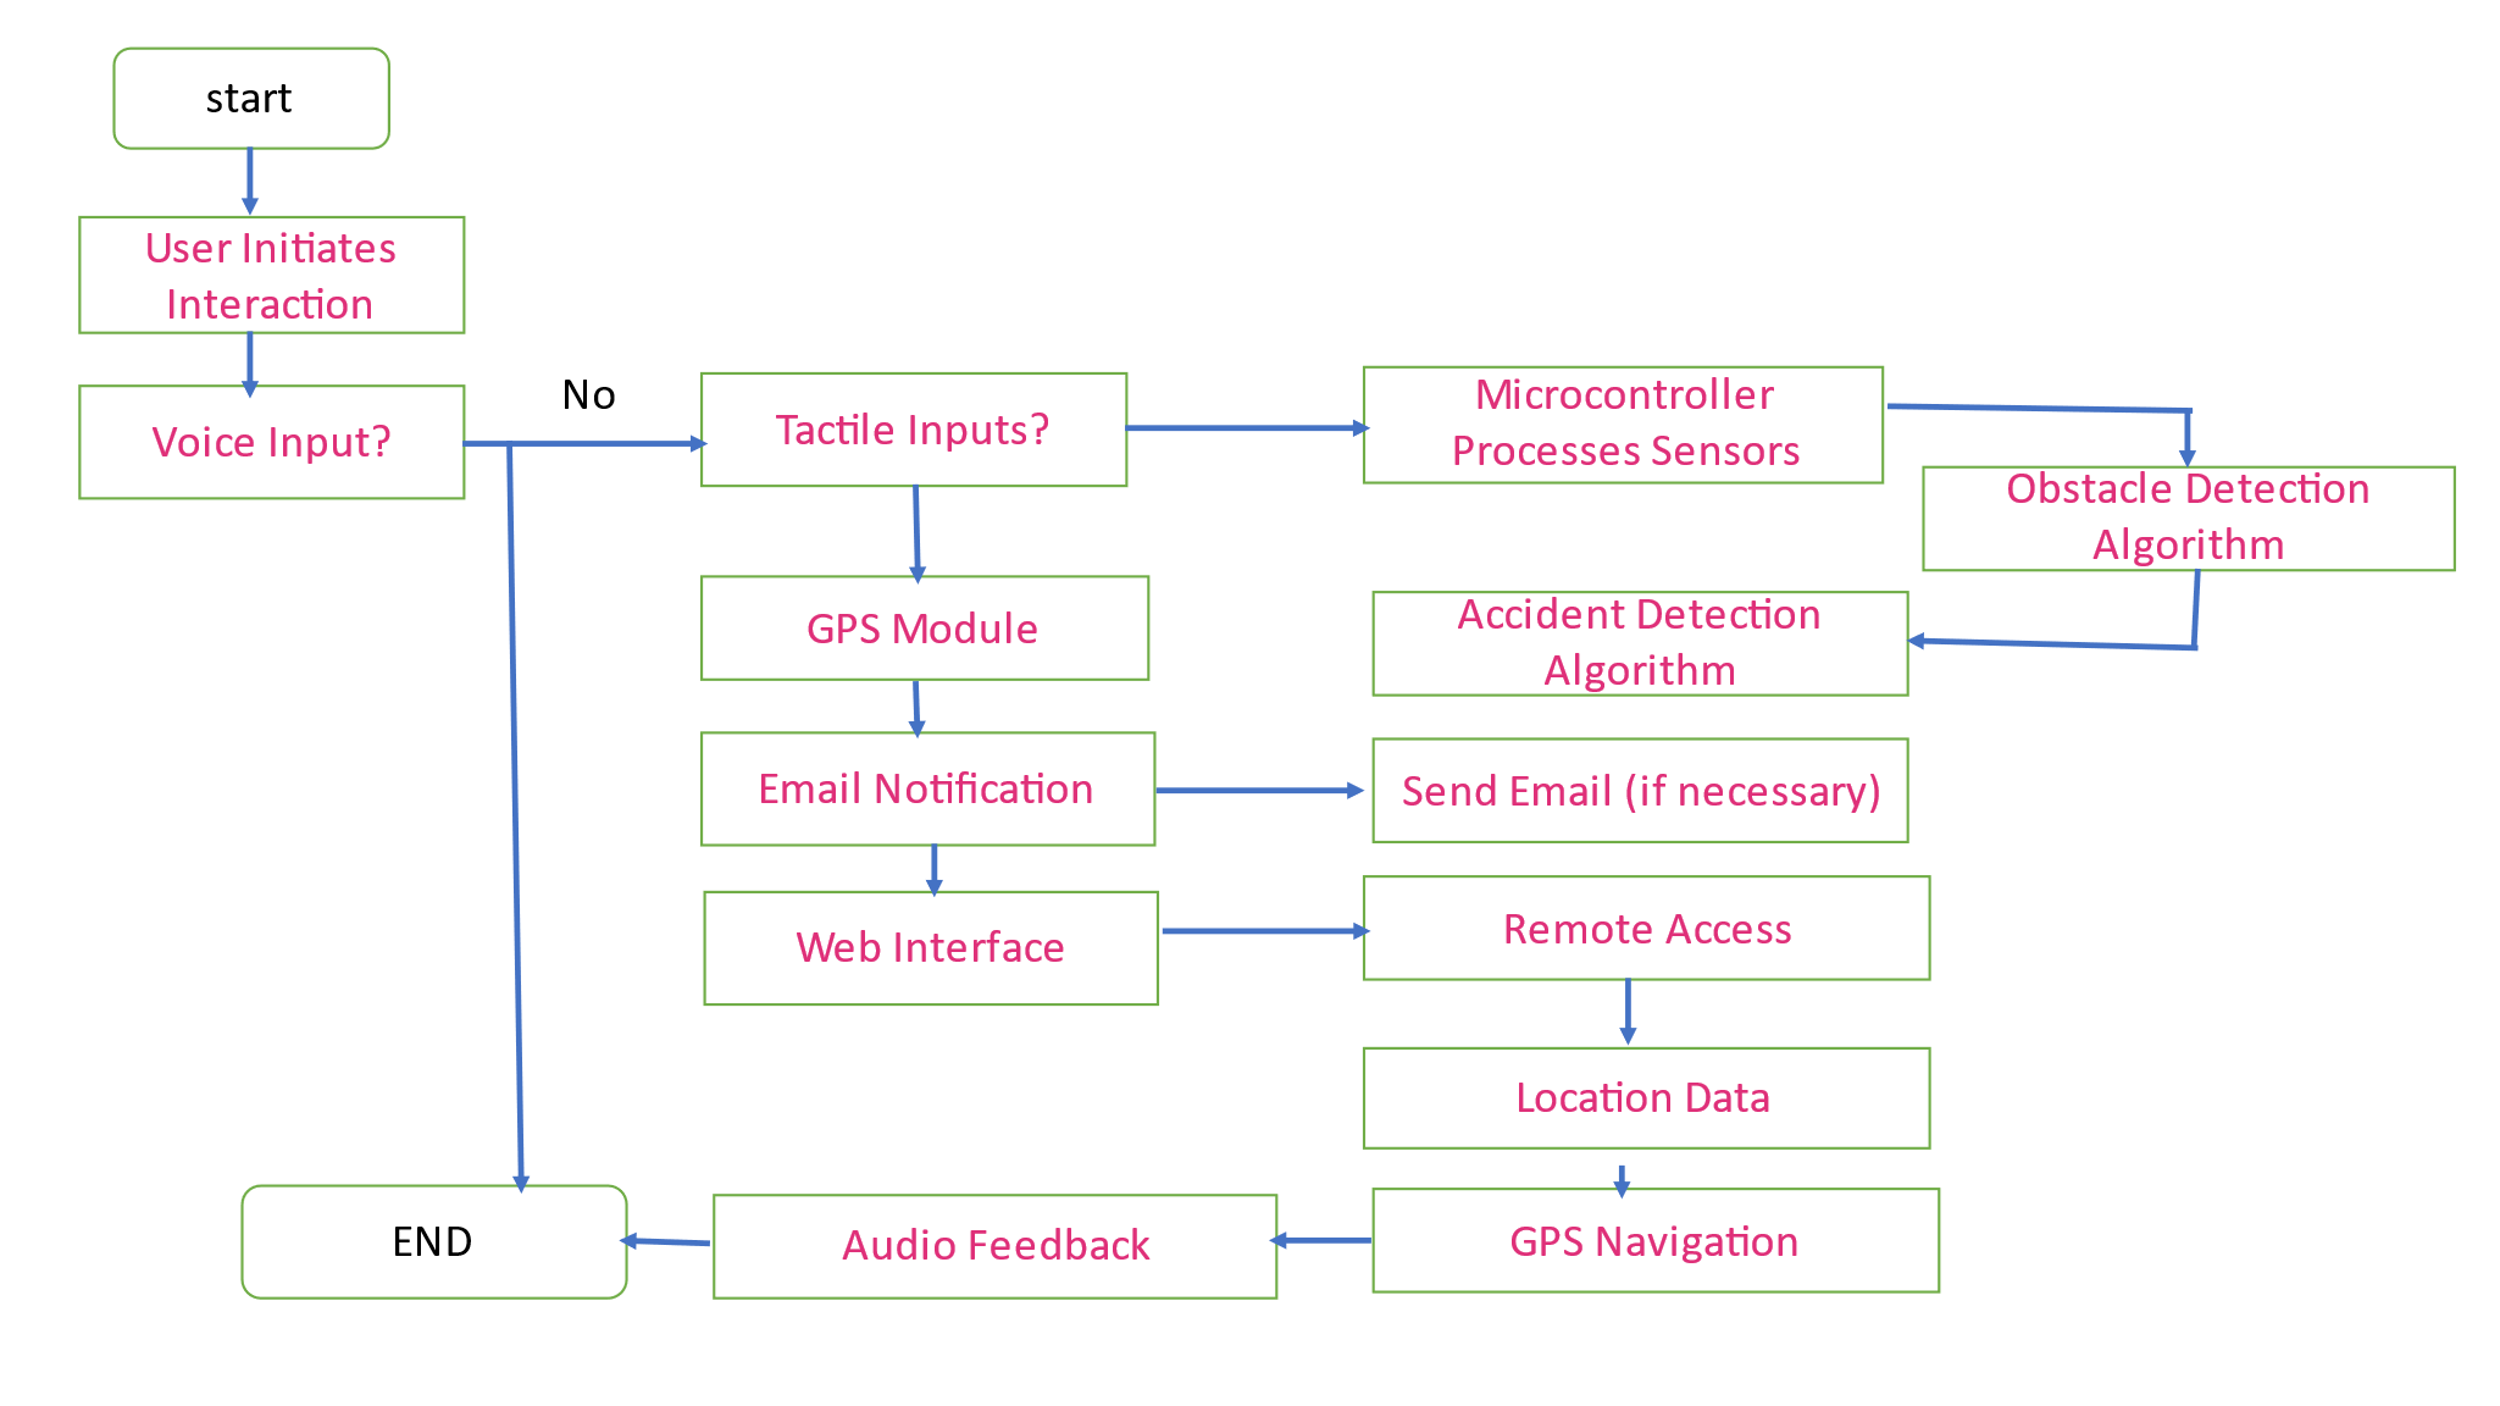 start
User Initiates
Interaction
Voice Input?
No
Tactile Inputs?
Microcontroller
Processes Sensors
Obstacle Detection
Algorithm
GPS Module
Accident Detection
Algorithm
Email Notification
Send Email (if necessary)
Web Interface
Remote Access
Location Data
END
Audio Feedback
GPS Navigation